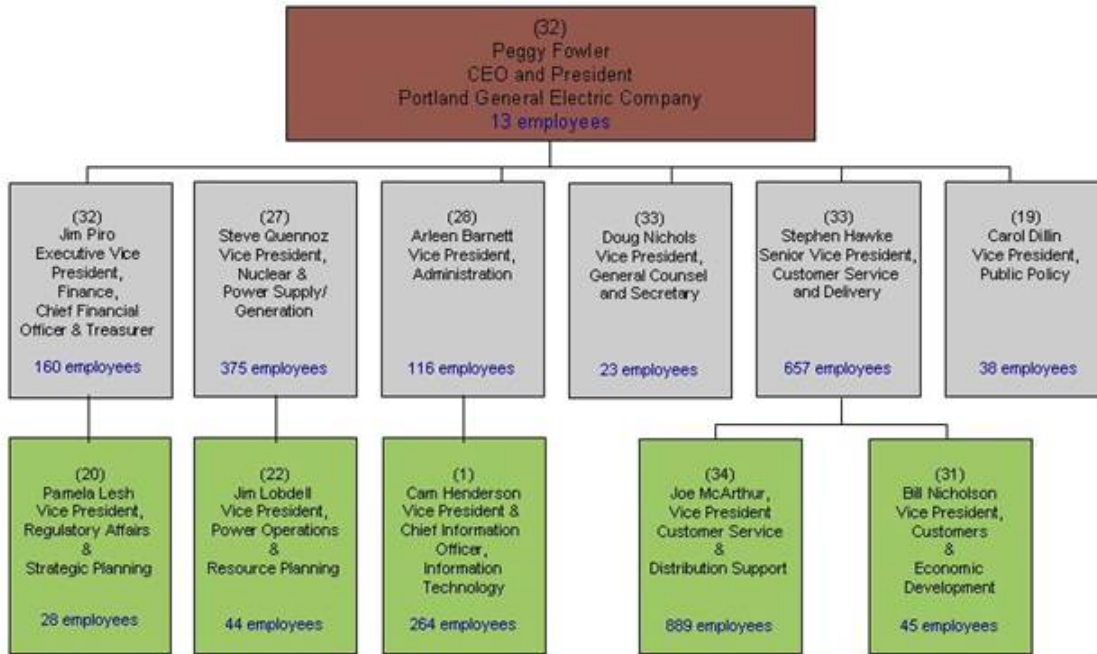 (32)
Peggy Fowler
CEO and President
Portland General Electric Company
13 employees
(32)
Jim Piro
Executive Vice
President,
Finance,
Chief Financial
Officer & Treasurer
160 employees
(27)
Steve Quennoz
Vice President,
Nuclear &
Power Supply/
Generation
375 employees
(28)
Arleen Barnett
Vice President,
Administration
116 employees
(33)
Doug Nichols
Vice President,
General Counsel
and Secretary
23 employees
(33)
Stephen Hawke
Senior Vice President,
Customer Service
and Delivery
657 employees
(19)
Carol Dillin
Vice President,
Public Policy
38 employees
(20)
Pamela Lesh
Vice President,
Regulatory Affairs
&
Strategic Planning
28 employees
(22)
Jim Lobdell
Vice President,
Power Operations
&
Resource Planning
44 employees
(1)
Cam Henderson
Vice President &
Chief Information
Officer,
Information
Technology
264 employees
(34)
Joe McArthur,
Vice President
Customer Service
&
Distribution Support
889 employees
(31)
Bill Nicholson
Vice President,
Customers
&
Economic
Development
45 employees